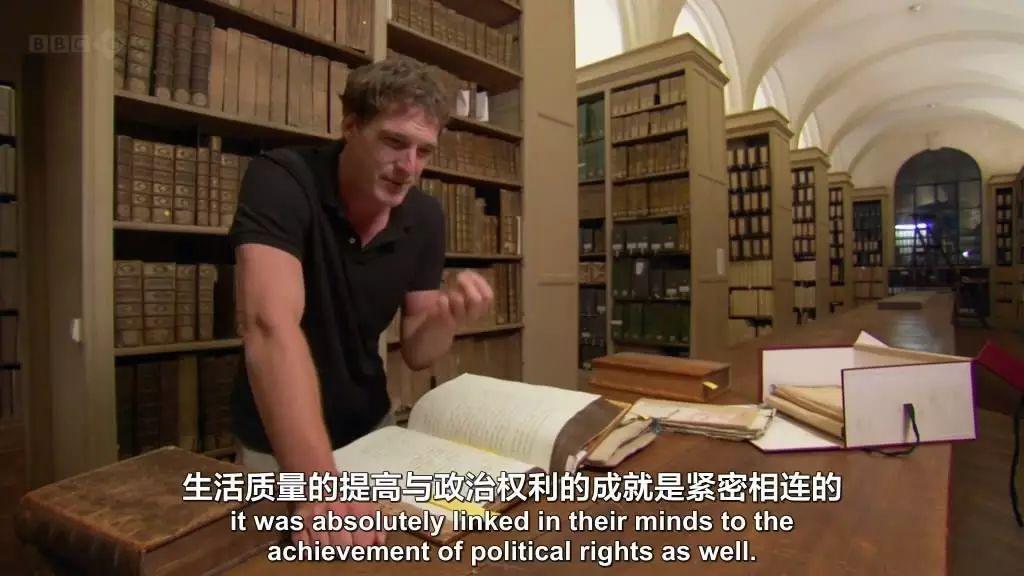 BBC
生活质量的提高与政治权利的成就是紧密相连的
it was absolutely linked in their minds to the
achievement of political rights as well.